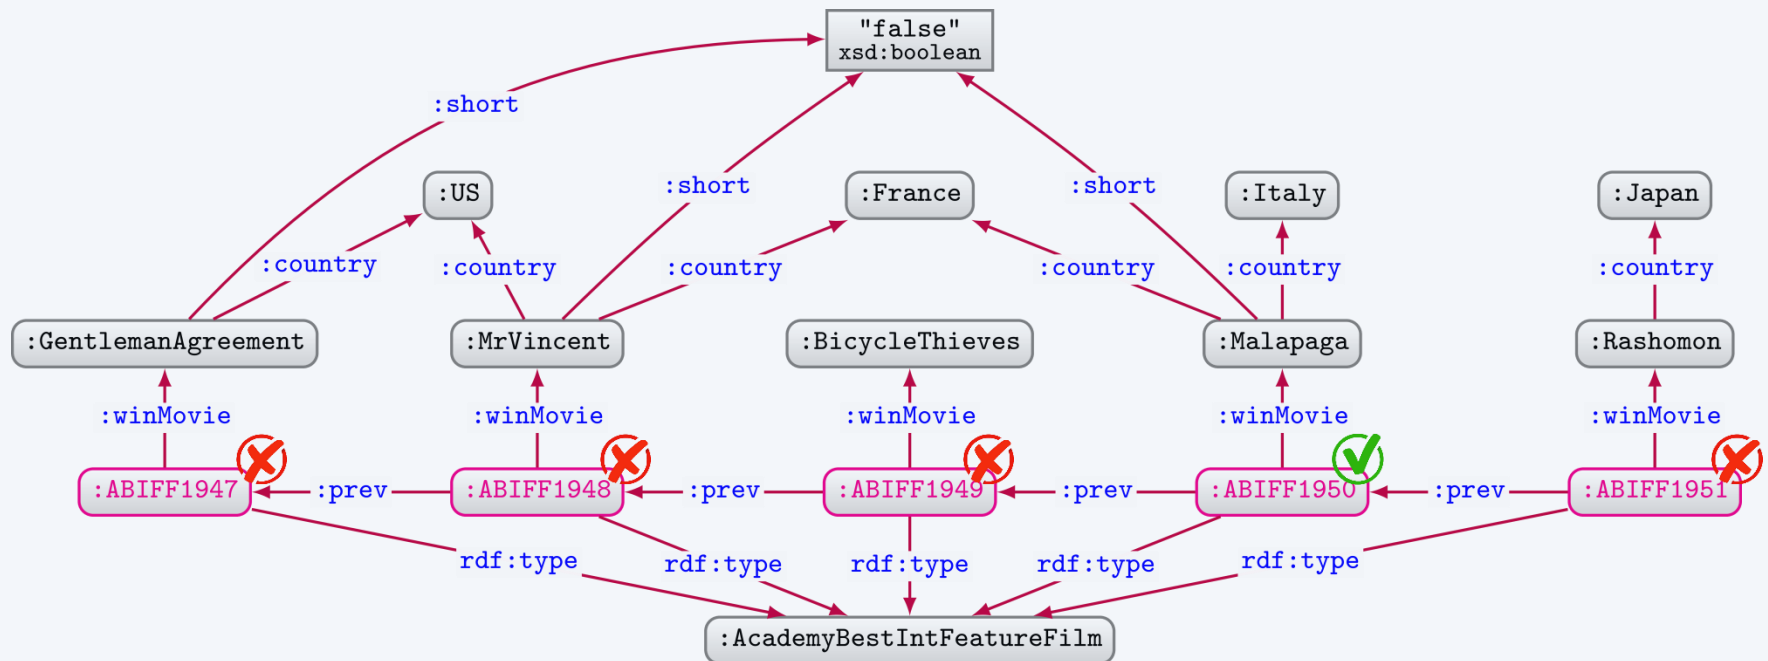 "false"
xsd:boolean
:short
:US
:short
:France
:short
:Italy
:Japan
:country
:country
:country
:country
:country
:country
:GentlemanAgreement
:MrVincent
:BicycleThieves
:Malapaga
:Rashomon
:winMovie
:winMovie
:winMovie
:winMovie
:winMovie
:ABIFF1947
:prev
:ABIFF1948
:prev
:ABIFF1949
:prev
:ABIFF1950
:prev
:ABIFF1951
rdf:type
rdf:type
rdf:type
rdf:type
rdf:type
:AcademyBestIntFeatureFilm